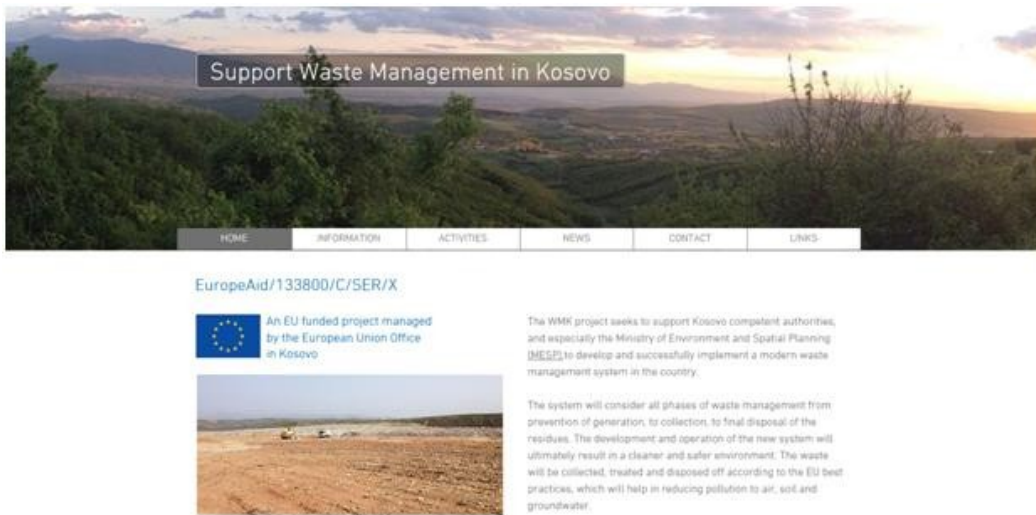 Support Waste Management in Kosovo
HOME INFORMATION ACTIVITIES NEWS CONTACT LINKS
EuropeAid/133800/C/SER/X
An EU funded project managed
by the European Union Office
in Kosovo
The WMK project seeks to support Kosovo competent authorities,
and especially the Ministry of Environment and Spatial Planning
(MESP) to develop and successfully implement a modern waste
management system in the country.
The system will consider all phases of waste management from
prevention of generation, to collection, to final disposal of the
residues. The development and operation of the new system will
ultimately result in a cleaner and safer environment. The waste
will be collected, treated and disposed off according to the EU best
practices, which will help in reducing pollution to air, soil and
groundwater.